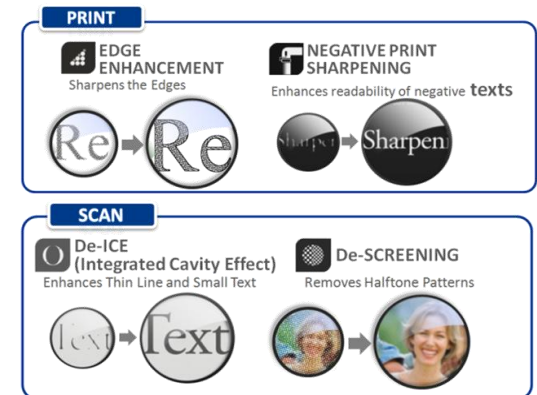 PRINT
EDGE
ENHANCEMENT
Sharpens the Edges
Re
Re
NEGATIVE PRINT
SHARPENING
Enhances readability of negative texts
Sharpen
SCAN
De-ICE
(Integrated Cavity Effect)
Enhances Thin Line and Small Text
Text
Text
De-SCREENING
Removes Halftone Patterns